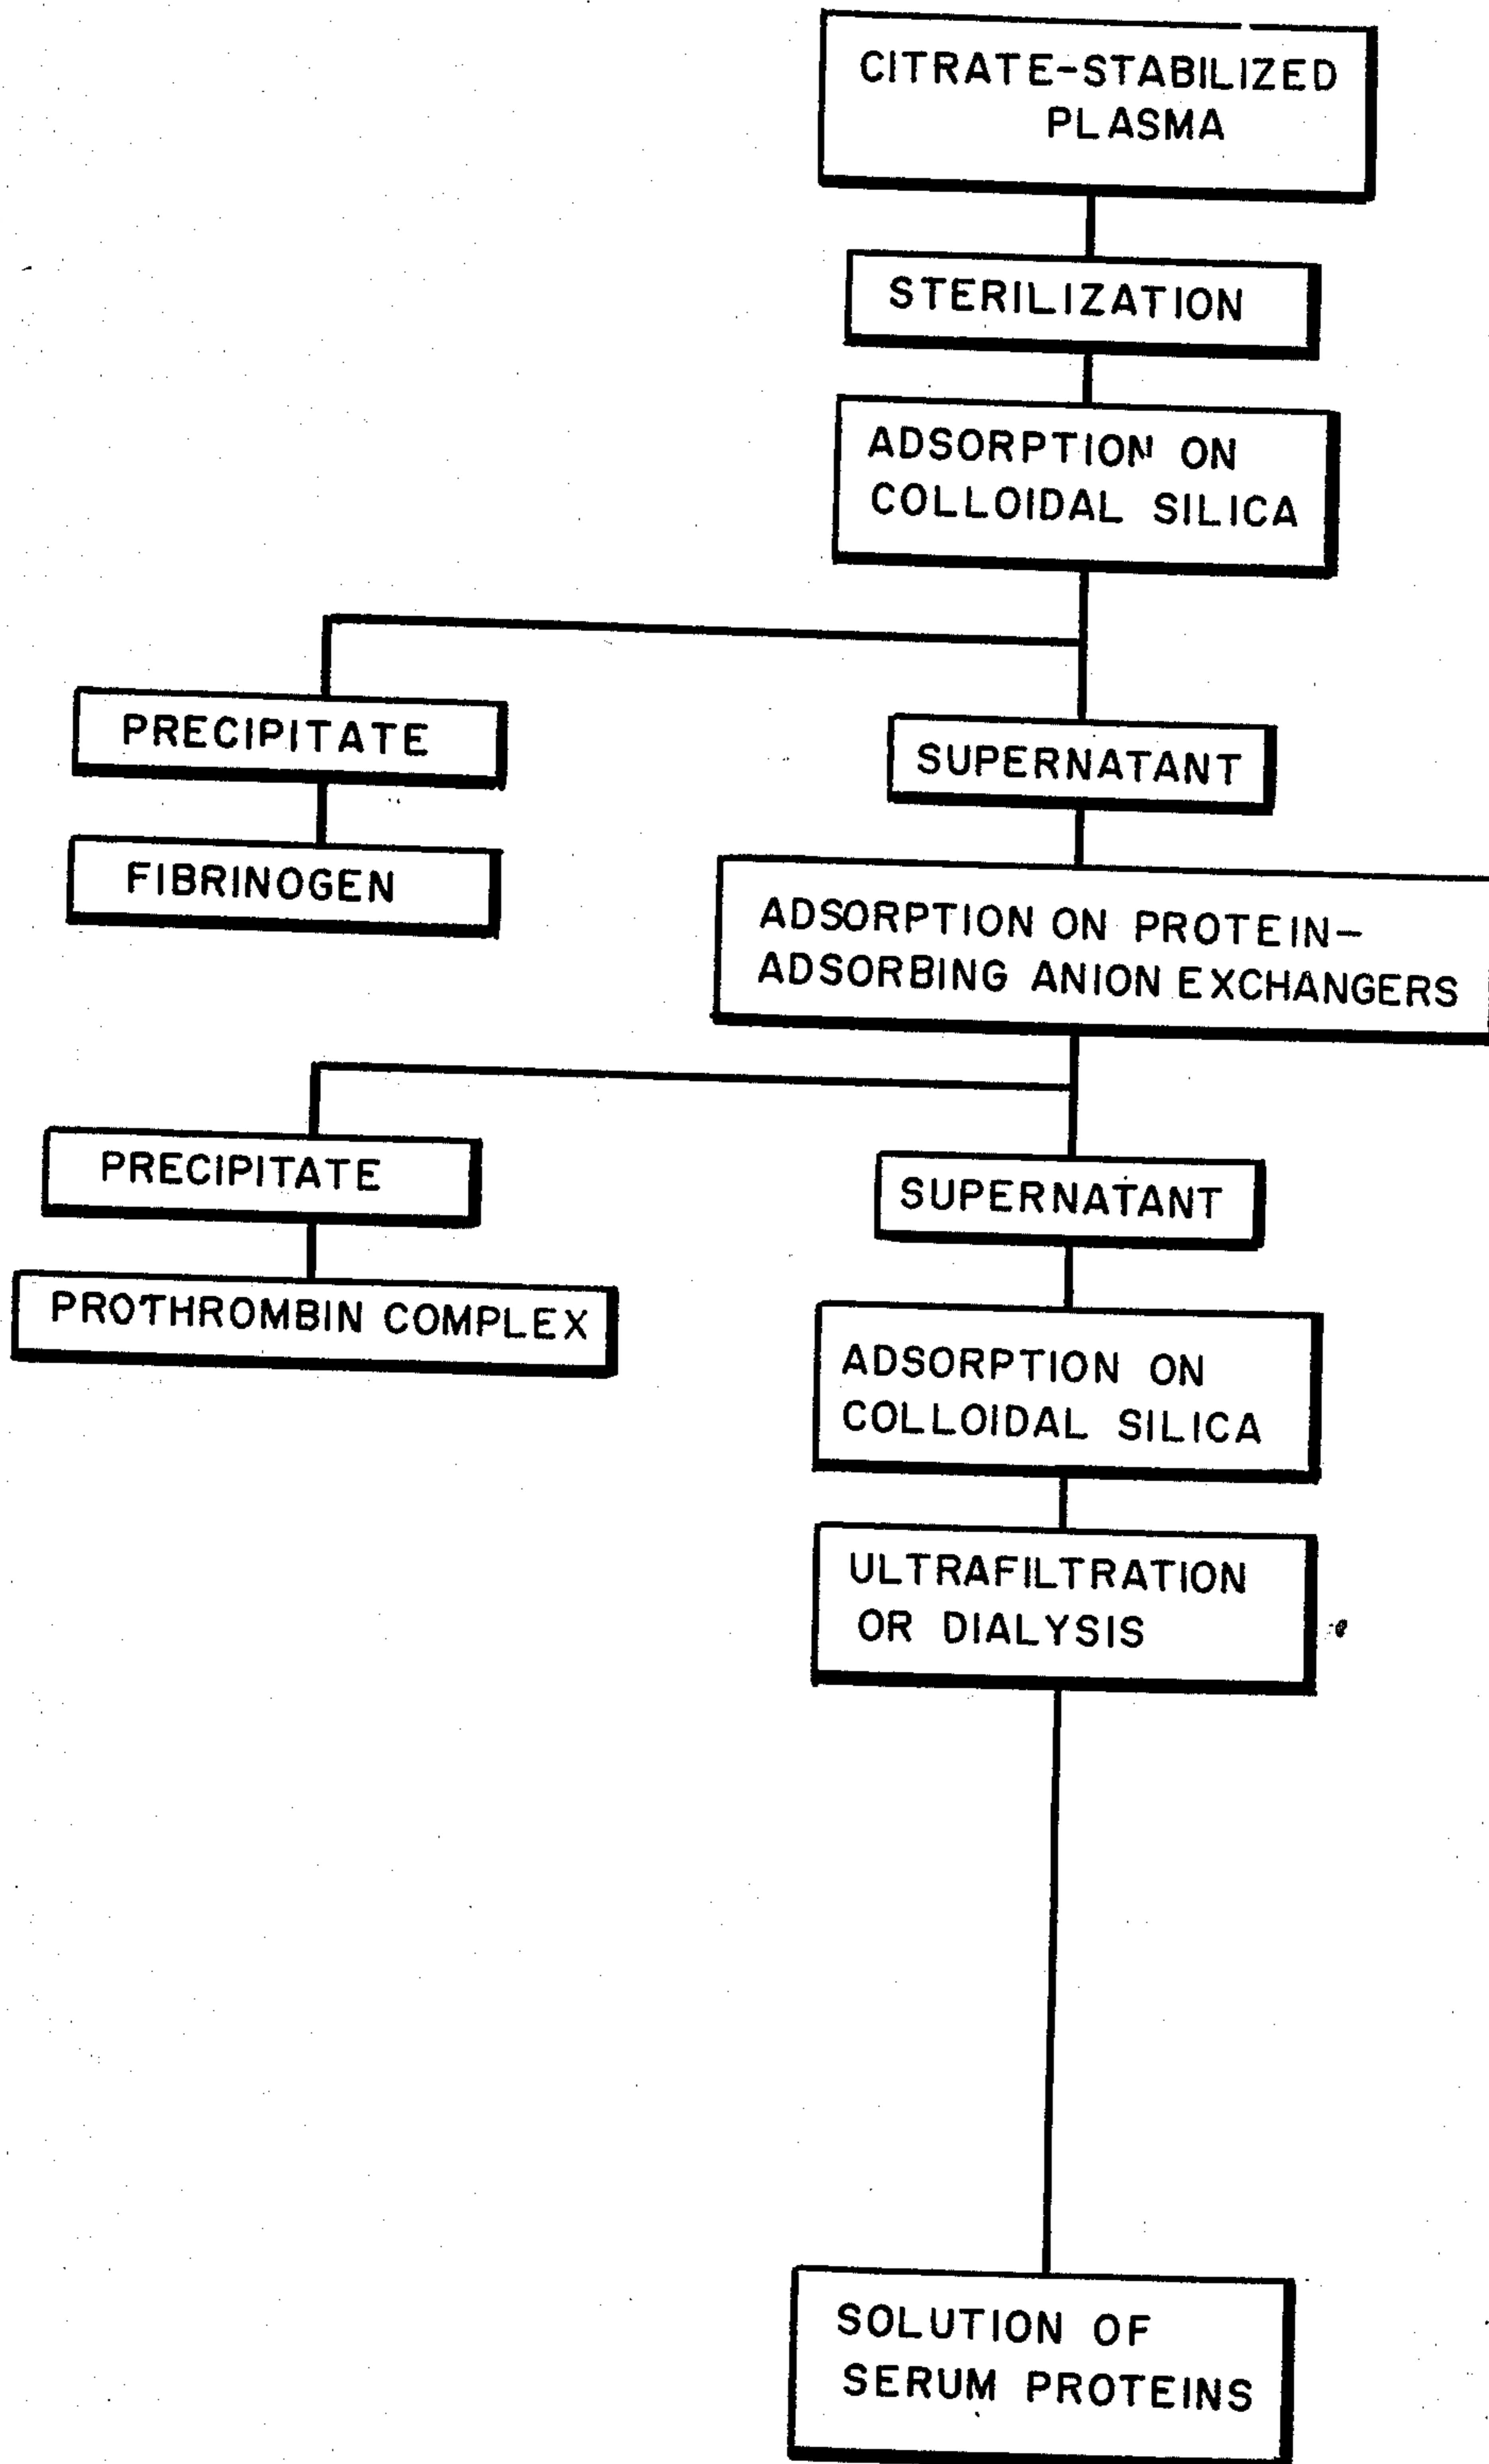 CITRATE-STABILIZED
PLASMA
STERILIZATION
ADSORPTION ON
COLLOIDAL SILICA
PRECIPITATE
SUPERNATANT
FIBRINOGEN
ADSORPTION ON PROTEIN-
ADSORBING ANION EXCHANGERS
PRECIPITATE
SUPERNATANT
PROTHROMBIN COMPLEX
ADSORPTION ON
COLLOIDAL SILICA
ULTRAFILTRATION
OR DIALYSIS
SOLUTION OF
SERUM PROTEINS